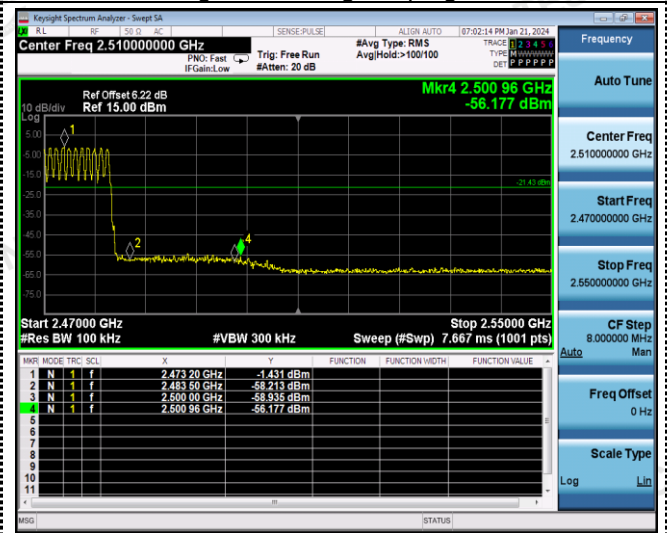 Keysight Spectrum Analyzer - Swept SA
RL RF 50 Ω AC SENSE:PULSE ALIGN AUTO 07:02:14 PM Jan 21, 2024
Center Freq 2.510000000 GHz
PNO: Fast
IFGain:Low
Trig: Free Run
#Atten: 20 dB
#Avg Type: RMS
Avg|Hold:>100/100
TRACE 1 2 3 4 5 6
TYPE M W W W W W
DET P P P P P P
Mkr4 2.500 96 GHz
-56.177 dBm
Ref Offset 6.22 dB
10 dB/div Ref 15.00 dBm
Log
5.00
-5.00
-15.0
-25.0
-35.0
-45.0
-55.0
-65.0
-75.0
1
2
4
-21.43 dBm
Start 2.47000 GHz Stop 2.55000 GHz
#Res BW 100 kHz #VBW 300 kHz Sweep (#Swp) 7.667 ms (1001 pts)
MKR MODE TRC SCL X Y FUNCTION FUNCTION WIDTH FUNCTION VALUE
1 N 1 f 2.473 20 GHz -1.431 dBm
2 N 1 f 2.483 50 GHz -58.213 dBm
3 N 1 f 2.500 00 GHz -58.935 dBm
4 N 1 f 2.500 96 GHz -56.177 dBm
5
6
7
8
9
10
11
MSG STATUS
Frequency
Auto Tune
Center Freq
2.510000000 GHz
Start Freq
2.470000000 GHz
Stop Freq
2.550000000 GHz
CF Step
8.000000 MHz
Auto Man
Freq Offset
0 Hz
Scale Type
Log Lin